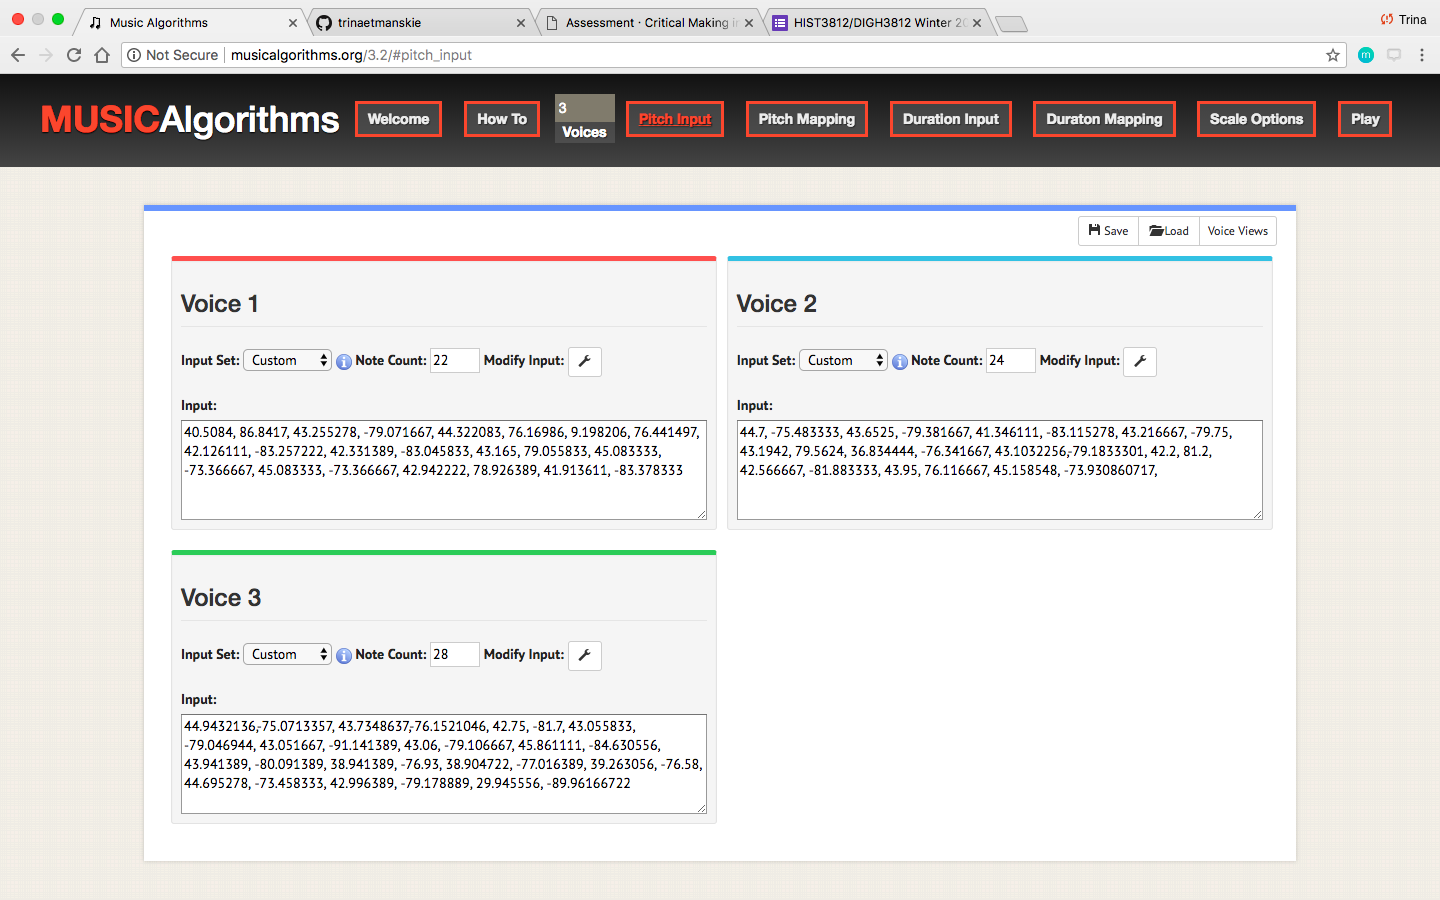 Music Algorithms
trinaetmanskie
Assessment · Critical Making in
HIST3812/DIGH3812 Winter 20
Trina
Not Secure
musicalgorithms.org/3.2/#pitch_input
m
MUSICAlgorithms
Welcome
How To
3
Voices
Pitch Input
Pitch Mapping
Duration Input
Duraton Mapping
Scale Options
Play
Save
Load
Voice Views
Voice 1
Input Set: Custom Note Count: 22 Modify Input:
Input:
40.5084, 86.8417, 43.255278, -79.071667, 44.322083, 76.16986, 9.198206, 76.441497,
42.126111, -83.257222, 42.331389, -83.045833, 43.165, 79.055833, 45.083333,
-73.366667, 45.083333, -73.366667, 42.942222, 78.926389, 41.913611, -83.378333
Voice 2
Input Set: Custom Note Count: 24 Modify Input:
Input:
44.7, -75.483333, 43.6525, -79.381667, 41.346111, -83.115278, 43.216667, -79.75,
43.1942, 79.5624, 36.834444, -76.341667, 43.1032256,-79.1833301, 42.2, 81.2,
42.566667, -81.883333, 43.95, 76.116667, 45.158548, -73.930860717,
Voice 3
Input Set: Custom Note Count: 28 Modify Input:
Input:
44.9432136,-75.0713357, 43.7348637,-76.1521046, 42.75, -81.7, 43.055833,
-79.046944, 43.051667, -91.141389, 43.06, -79.106667, 45.861111, -84.630556,
43.941389, -80.091389, 38.941389, -76.93, 38.904722, -77.016389, 39.263056, -76.58,
44.695278, -73.458333, 42.996389, -79.178889, 29.945556, -89.96166722